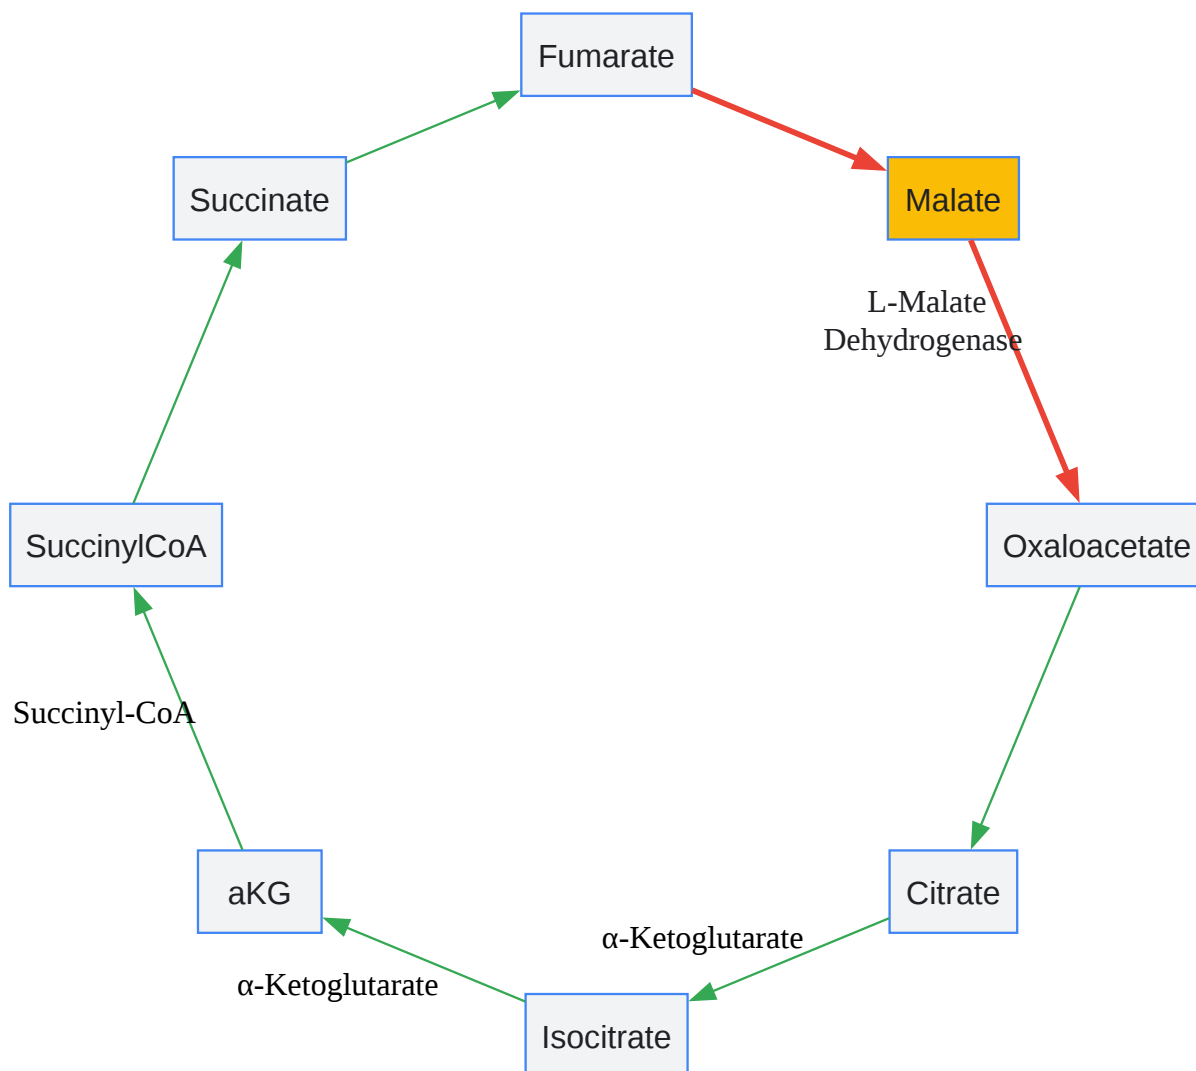 Fumarate
Succinate
Malate
L-Malate
Dehydrogenase
SuccinylCoA
Oxaloacetate
Succinyl-CoA
aKG
Citrate
α-Ketoglutarate
α-Ketoglutarate
Isocitrate